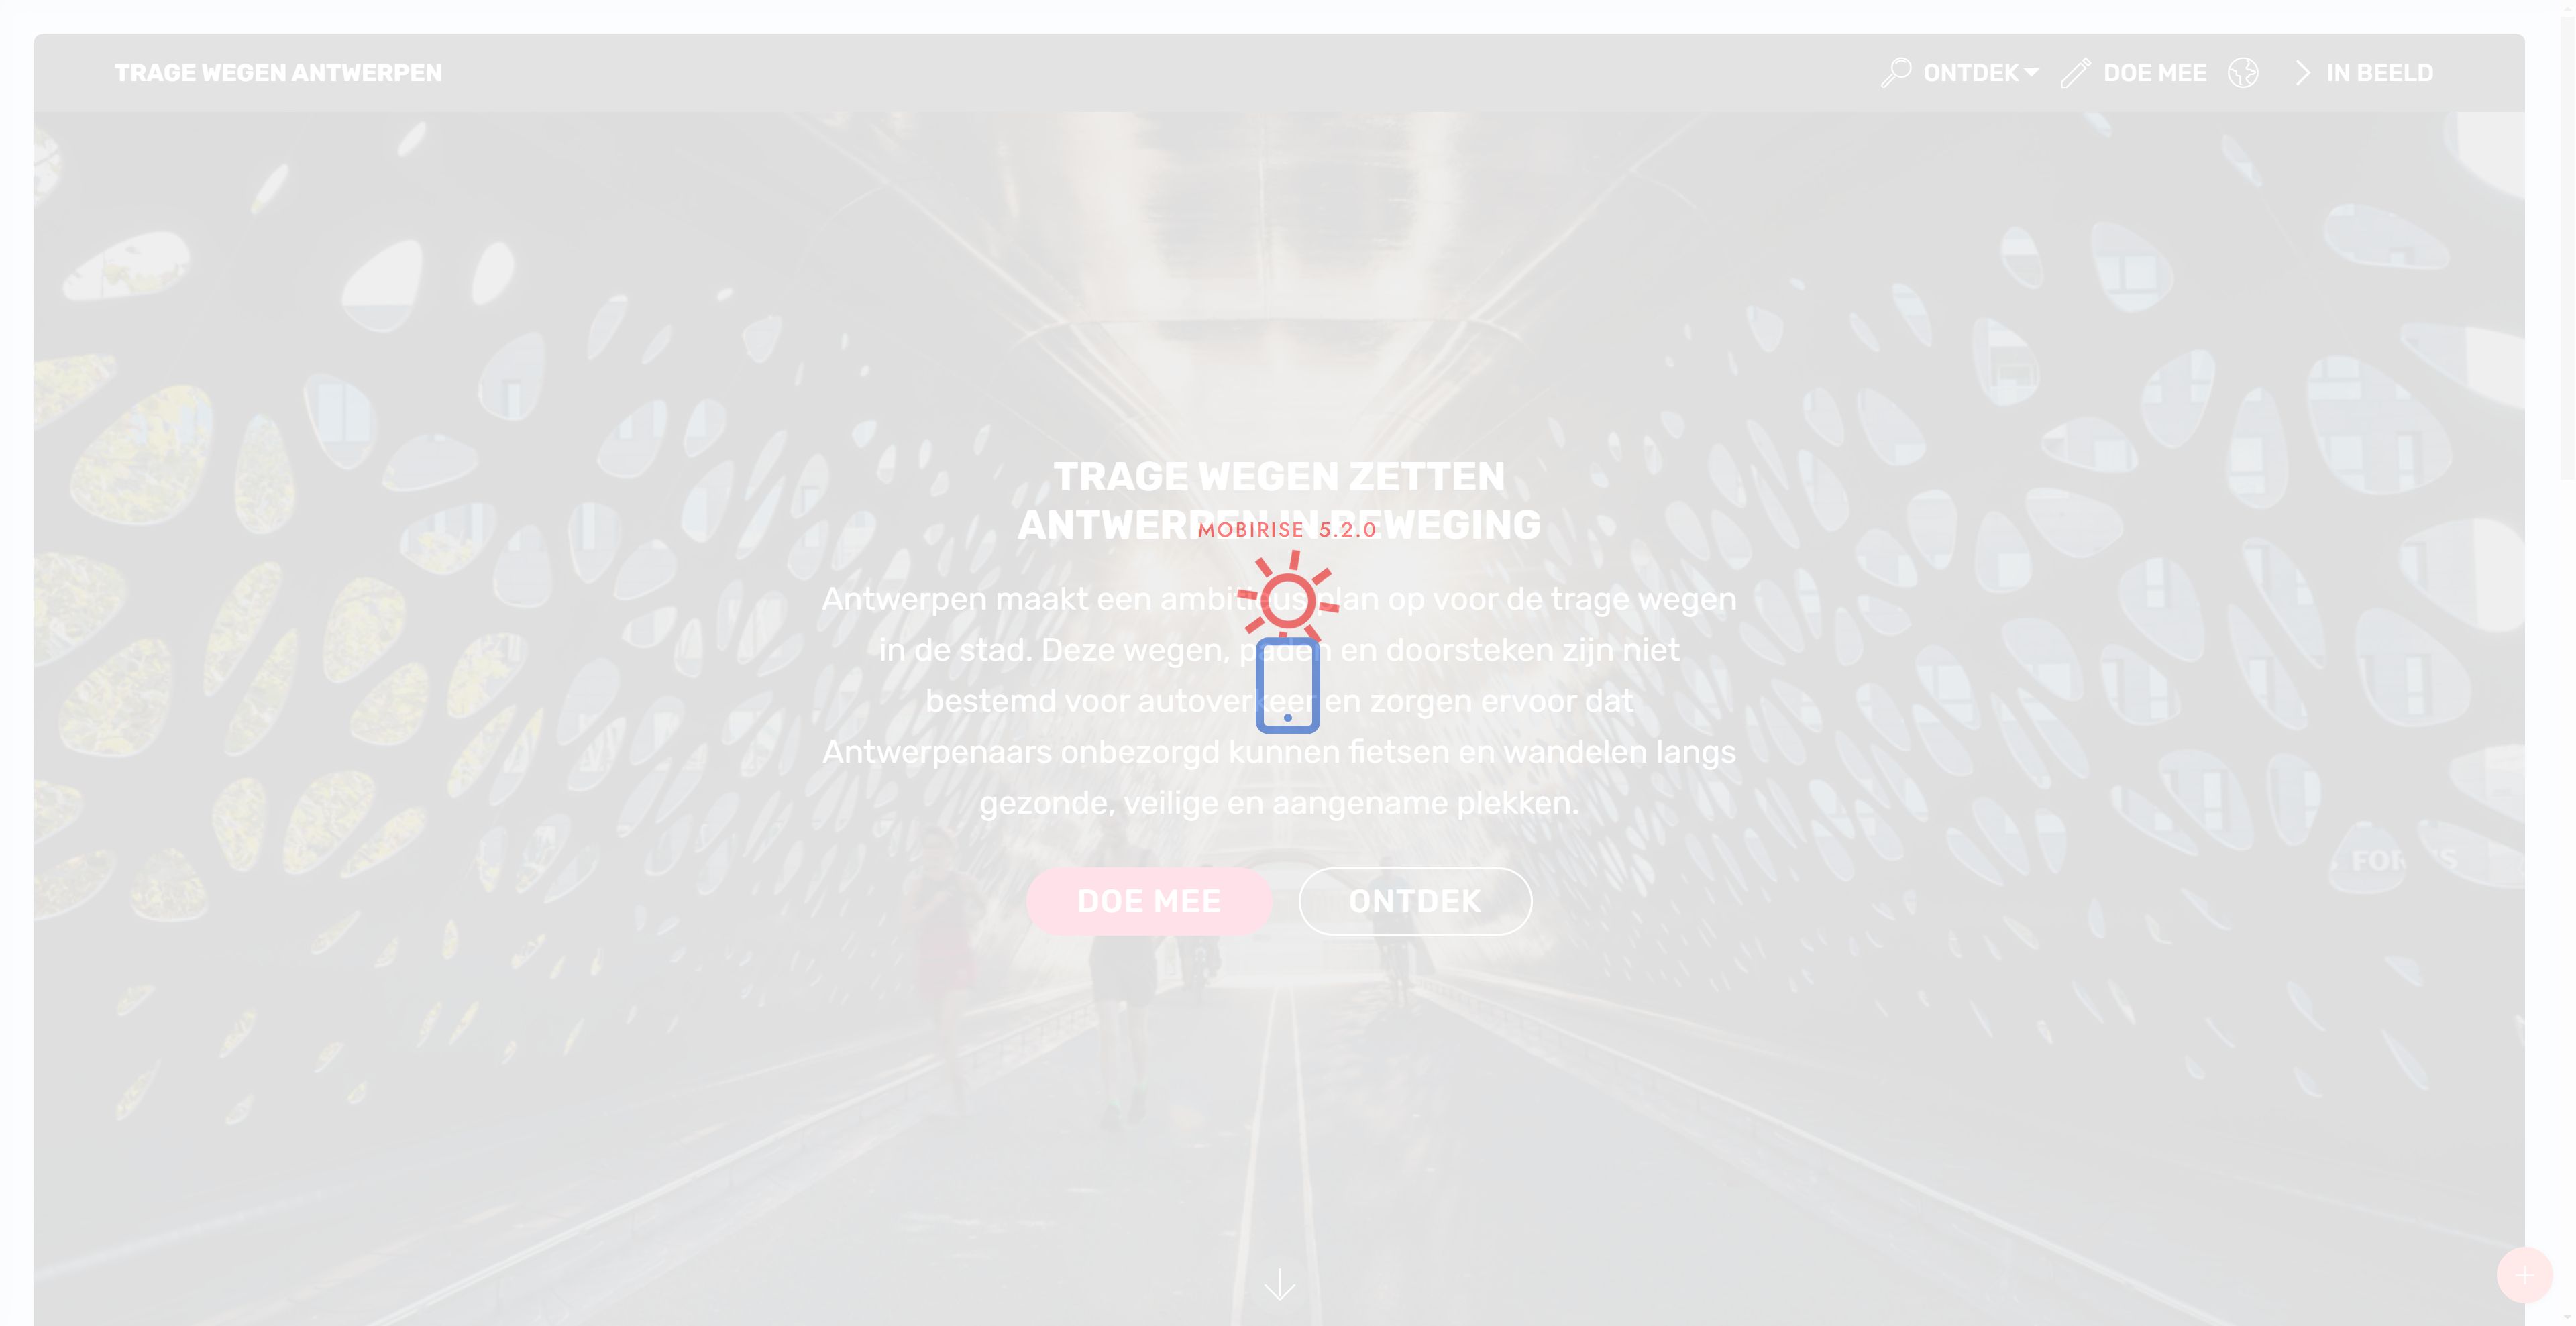 TRAGE WEGEN ANTWERPEN
ONTDEK DOE MEE IN BEELD
TRAGE WEGEN ZETTEN
ANTWERPEN IN BEWEGING
MOBIRISE 5.2.0
Antwerpen maakt een ambitieus plan op voor de trage wegen
in de stad. Deze wegen, paden en doorsteken zijn niet
bestemd voor autoverkeer en zorgen ervoor dat
Antwerpenaars onbezorgd kunnen fietsen en wandelen langs
gezonde, veilige en aangename plekken.
DOE MEE ONTDEK